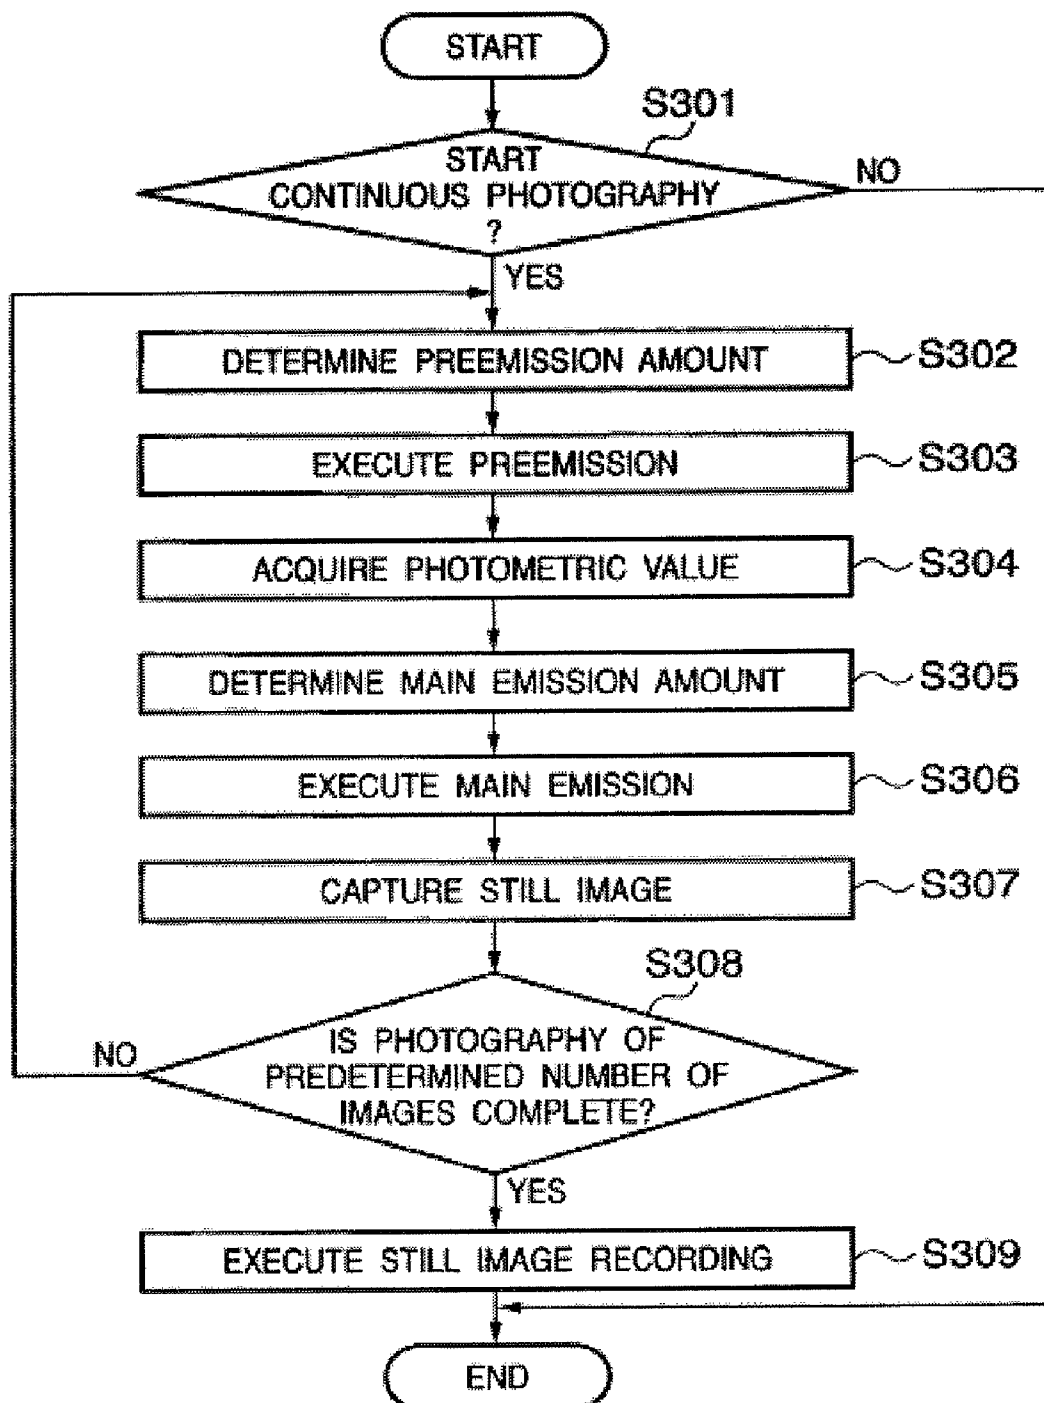 START
S301
START
CONTINUOUS PHOTOGRAPHY
?
NO
YES
DETERMINE PREEMISSION AMOUNT
S302
EXECUTE PREEMISSION
S303
ACQUIRE PHOTOMETRIC VALUE
S304
DETERMINE MAIN EMISSION AMOUNT
S305
EXECUTE MAIN EMISSION
S306
CAPTURE STILL IMAGE
S307
S308
IS PHOTOGRAPHY OF
PREDETERMINED NUMBER OF
IMAGES COMPLETE?
NO
YES
EXECUTE STILL IMAGE RECORDING
S309
END